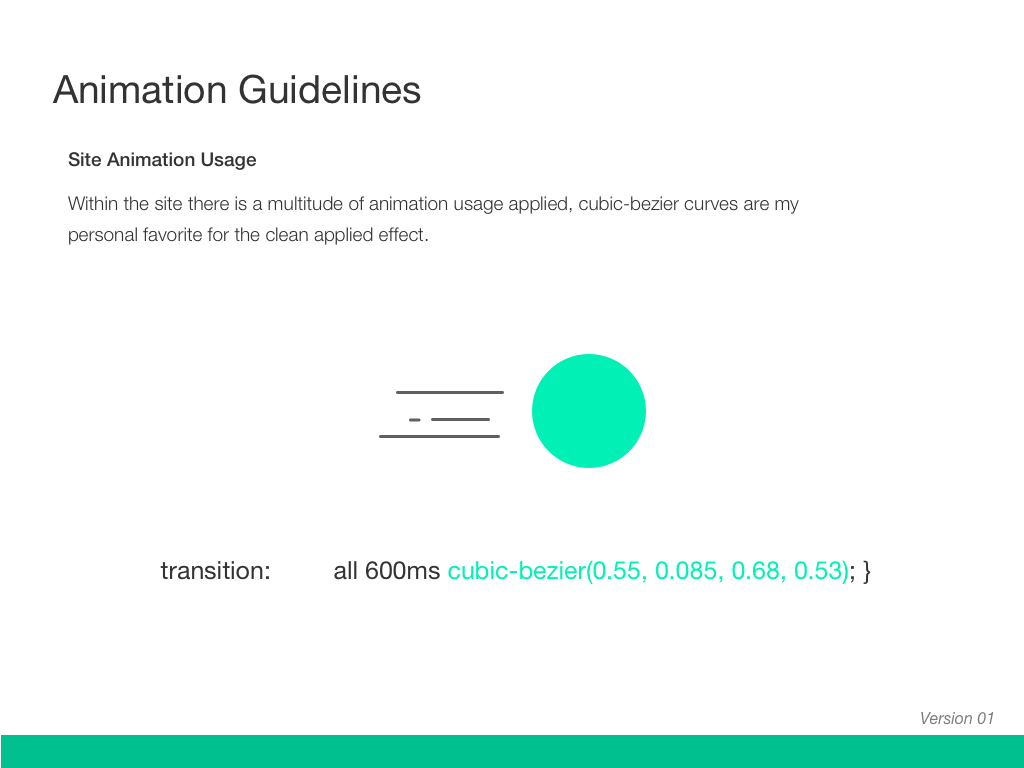 Animation Guidelines
Site Animation Usage
Within the site there is a multitude of animation usage applied, cubic-bezier curves are my
personal favorite for the clean applied effect.
transition: all 600ms cubic-bezier(0.55, 0.085, 0.68, 0.53); }
Version 01